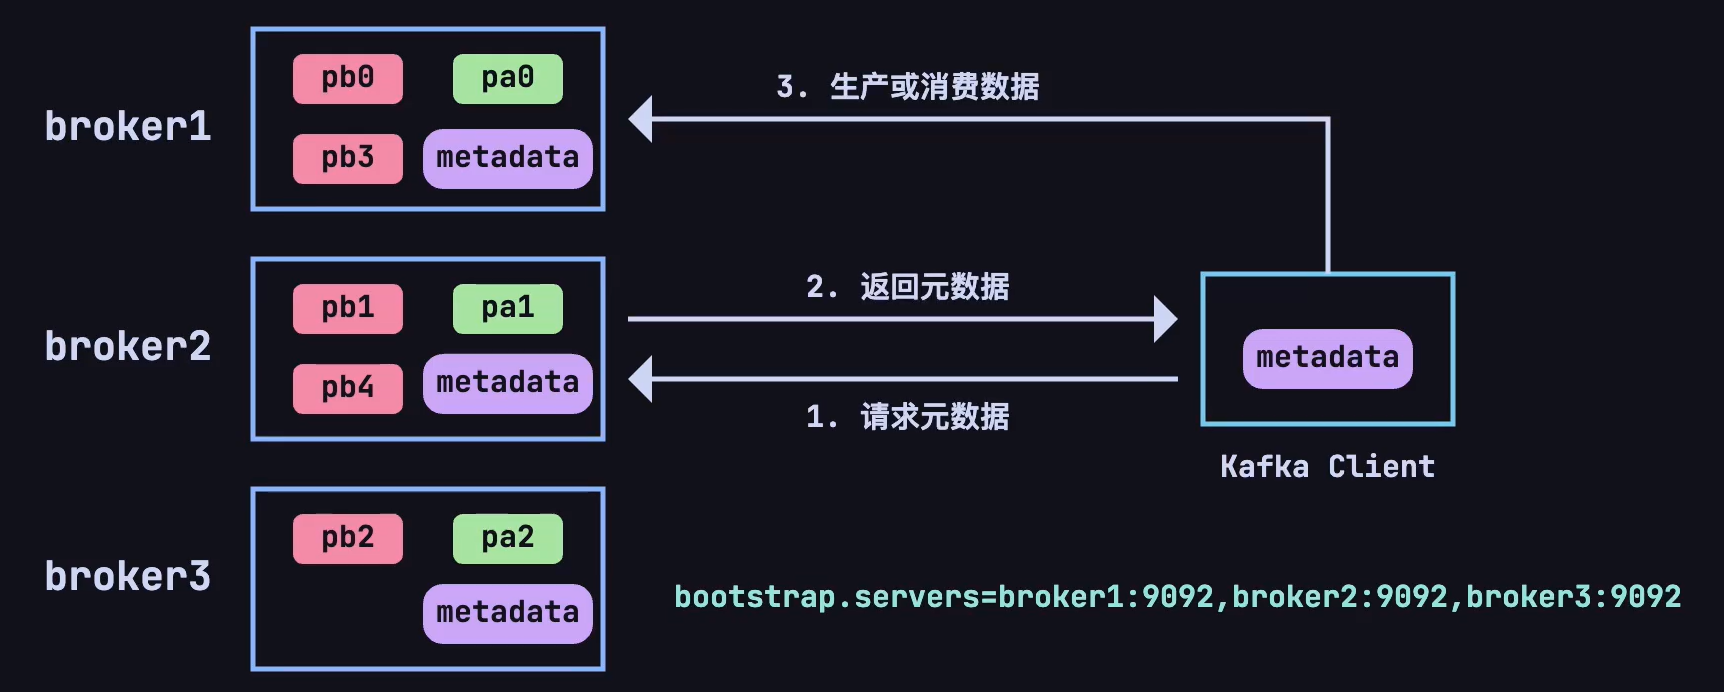 broker1
pb0
pa0
pb3
metadata
3. 生产或消费数据
broker2
pb1
pa1
pb4
metadata
2. 返回元数据
1. 请求元数据
metadata
Kafka Client
broker3
pb2
pa2
metadata
bootstrap.servers=broker1:9092,broker2:9092,broker3:9092